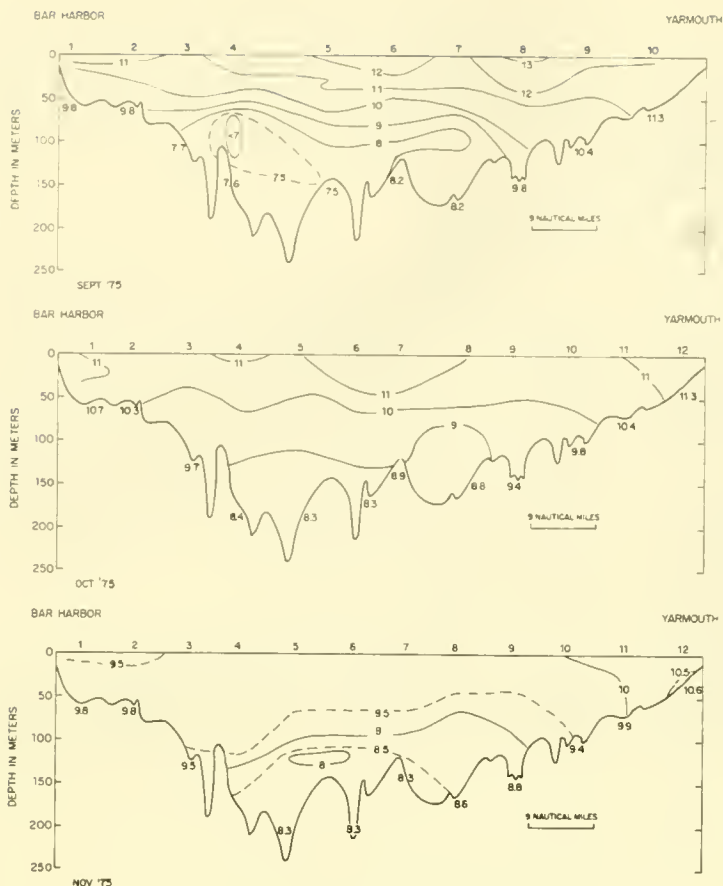 BAR HARBOR YARMOUTH
1 2 3 4 5 6 7 8 9 10
0
50
100
150
200
250
DEPTH IN METERS
11 12 13
12
11
10
9
8
<7
7.5
9.8 9.8 7.7 7.6 7.5 8.2 8.2 9.8 10.4 11.3
9 NAUTICAL MILES
SEPT '75
BAR HARBOR YARMOUTH
1 2 3 4 5 6 7 8 9 10 11 12
0
50
100
150
200
250
DEPTH IN METERS
11 11 11 11
10
9
10.7 10.3 9.7 8.4 8.3 8.3 8.9 8.8 9.4 9.8 10.4 11.3
9 NAUTICAL MILES
OCT '75
BAR HARBOR YARMOUTH
1 2 3 4 5 6 7 8 9 10 11 12
0
50
100
150
200
250
DEPTH IN METERS
9.5 10 10.5
9.5
9
8.5
8
9.8 9.8 9.5 8.3 8.3 8.3 8.6 8.8 9.4 9.9 10.6
9 NAUTICAL MILES
NOV '75